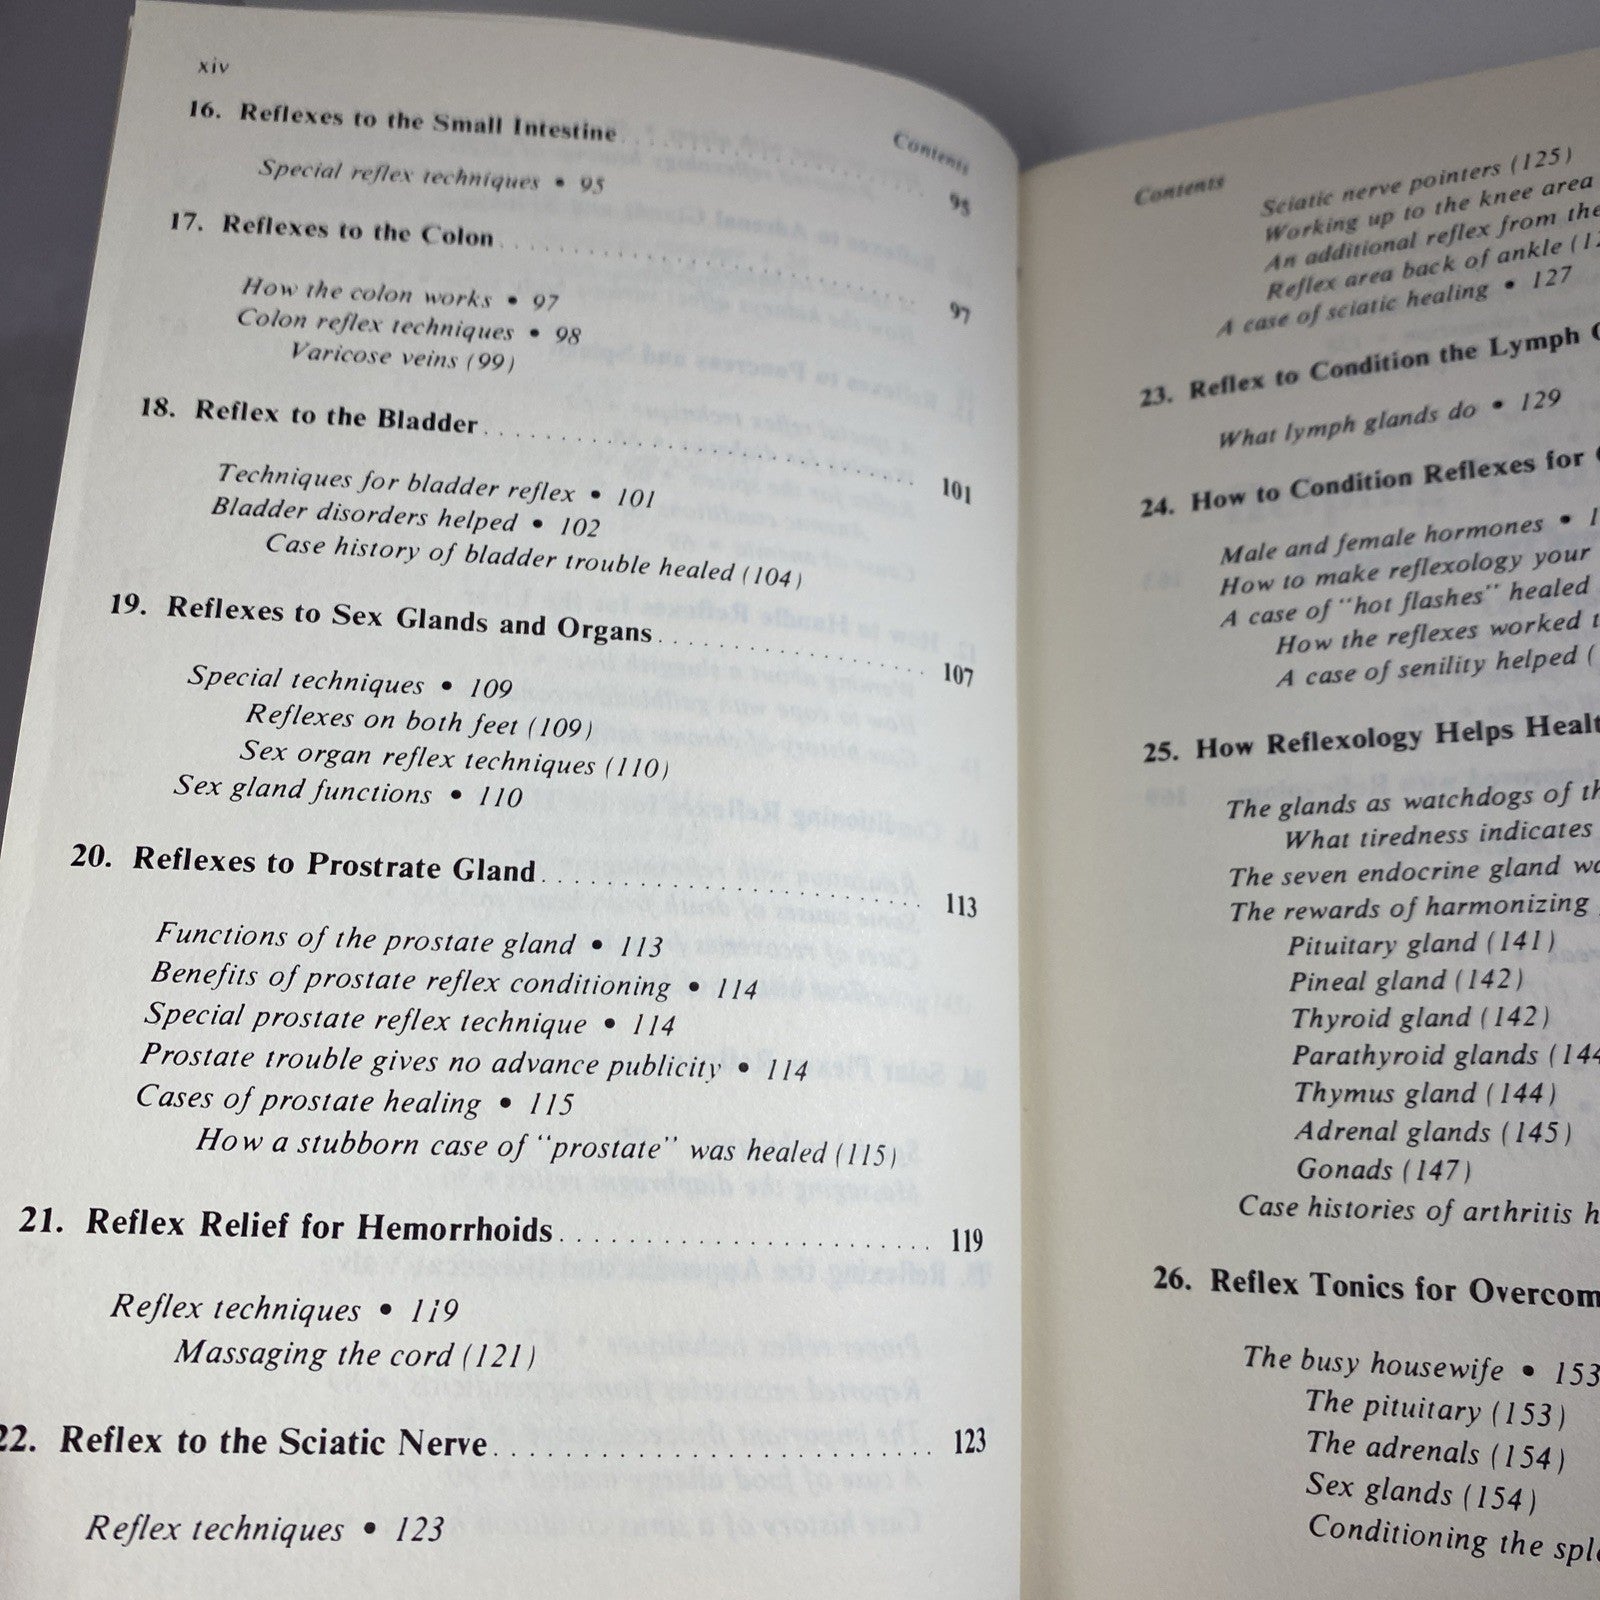 xiv
Contents
16. Reflexes to the Small Intestine . . . . . . . . . . . . . . . . . . . . 95
Special reflex techniques • 95
17. Reflexes to the Colon . . . . . . . . . . . . . . . . . . . . . . . . . . 97
How the colon works • 97
Colon reflex techniques • 98
Varicose veins (99)
18. Reflex to the Bladder . . . . . . . . . . . . . . . . . . . . . . . . . . 101
Techniques for bladder reflex • 101
Bladder disorders helped • 102
Case history of bladder trouble healed (104)
19. Reflexes to Sex Glands and Organs . . . . . . . . . . . . . . . . . 107
Special techniques • 109
Reflexes on both feet (109)
Sex organ reflex techniques (110)
Sex gland functions • 110
20. Reflexes to Prostrate Gland . . . . . . . . . . . . . . . . . . . . . . . 113
Functions of the prostate gland • 113
Benefits of prostate reflex conditioning • 114
Special prostate reflex technique • 114
Prostate trouble gives no advance publicity • 114
Cases of prostate healing • 115
How a stubborn case of "prostate" was healed (115)
21. Reflex Relief for Hemorrhoids . . . . . . . . . . . . . . . . . . . . . . 119
Reflex techniques • 119
Massaging the cord (121)
22. Reflex to the Sciatic Nerve . . . . . . . . . . . . . . . . . . . . . . . . . . 123
Reflex techniques • 123
Contents
Sciatic nerve pointers (125)
Working up to the knee area
An additional reflex from the
Reflex area back of ankle
A case of sciatic healing • 127
23. Reflex to Condition the Lymph
What lymph glands do • 129
24. How to Condition Reflexes for
Male and female hormones •
How to make reflexology your
A case of "hot flashes" healed
How the reflexes worked
A case of senility helped (
25. How Reflexology Helps
The glands as watchdogs of
What tiredness indicates
The seven endocrine gland
The rewards of harmonizing
Pituitary gland (141)
Pineal gland (142)
Thyroid gland (142)
Parathyroid glands (144
Thymus gland (144)
Adrenal glands (145)
Gonads (147)
Case histories of arthritis
26. Reflex Tonics for
The busy housewife • 153
The pituitary (153)
The adrenals (154)
Sex glands (154)
Conditioning the